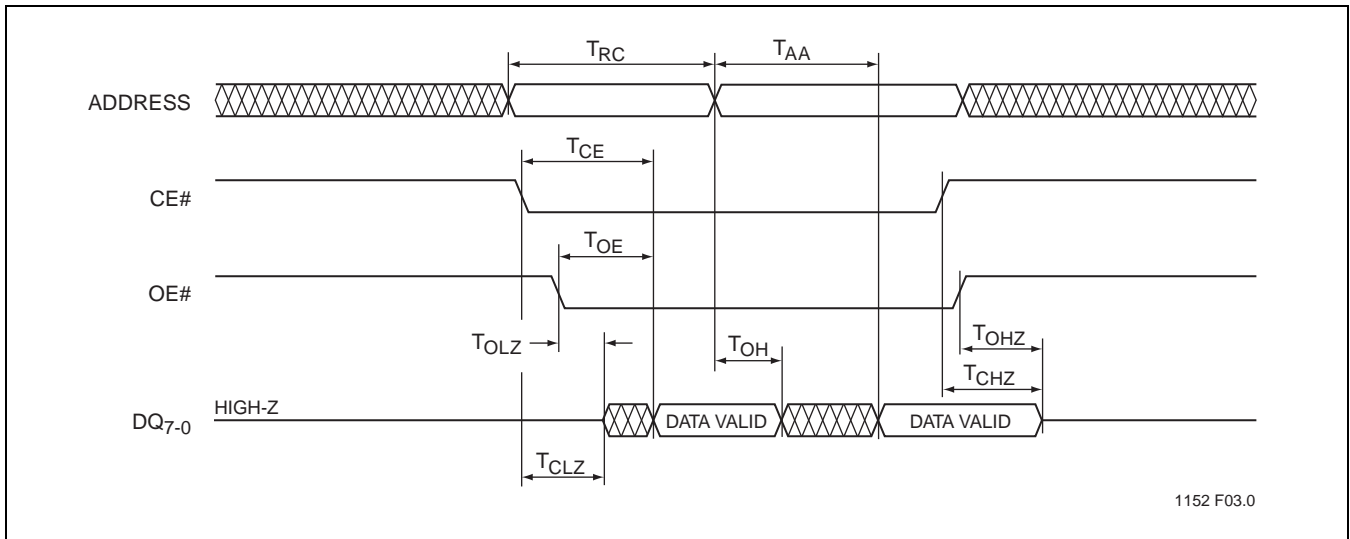 TRC
TAA
ADDRESS
TCE
CE#
TOE
OE#
TOLZ
TOH
TOHZ
TCHZ
HIGH-Z
DQ7-0
DATA VALID
DATA VALID
TCLZ
1152 F03.0